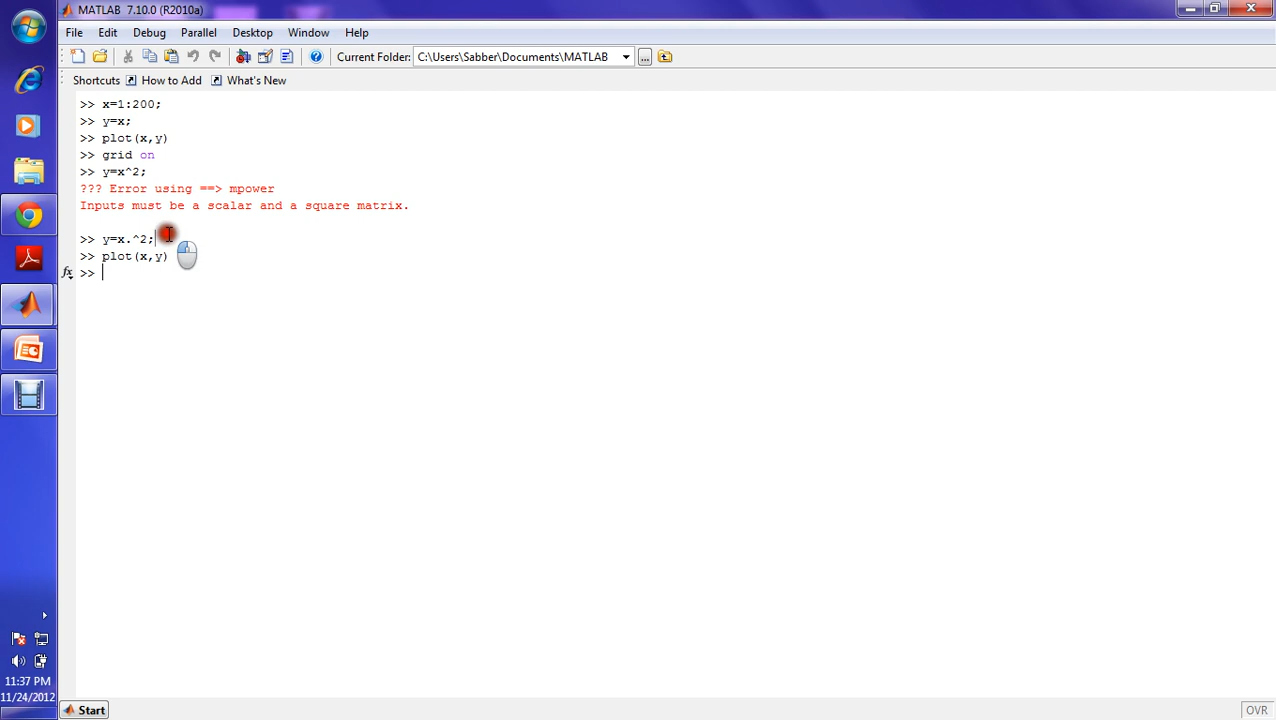 MATLAB 7.10.0 (R2010a)
File Edit Debug Parallel Desktop Window Help
Current Folder: C:\Users\Sabber\Documents\MATLAB ...
Shortcuts How to Add What's New
>> x=1:200;
>> y=x;
>> plot(x,y)
>> grid on
>> y=x^2;
??? Error using ==> mpower
Inputs must be a scalar and a square matrix.
>> y=x.^2;
>> plot(x,y)
fx >>
11:37 PM
11/24/2012
Start
OVR